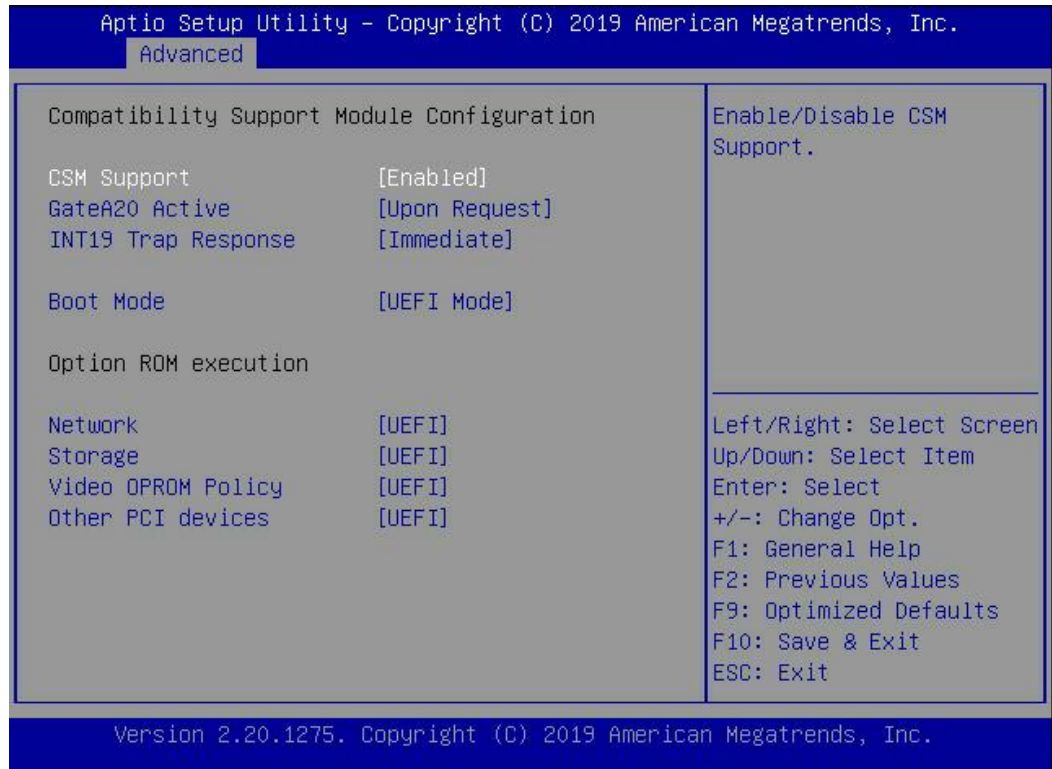 Aptio Setup Utility – Copyright (C) 2019 American Megatrends, Inc.
Advanced
Compatibility Support Module Configuration
CSM Support [Enabled]
GateA20 Active [Upon Request]
INT19 Trap Response [Immediate]
Boot Mode [UEFI Mode]
Option ROM execution
Network [UEFI]
Storage [UEFI]
Video OPROM Policy [UEFI]
Other PCI devices [UEFI]
Enable/Disable CSM
Support.
Left/Right: Select Screen
Up/Down: Select Item
Enter: Select
+/-: Change Opt.
F1: General Help
F2: Previous Values
F9: Optimized Defaults
F10: Save & Exit
ESC: Exit
Version 2.20.1275. Copyright (C) 2019 American Megatrends, Inc.